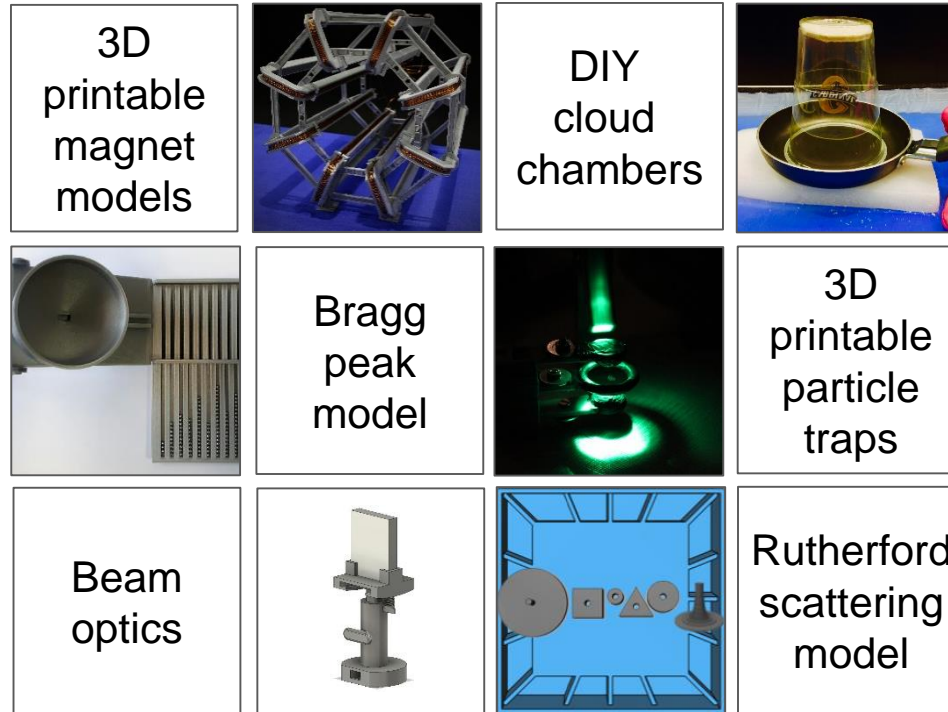 3D
printable
magnet
models
DIY
cloud
chambers
Bragg
peak
model
3D
printable
particle
traps
Beam
optics
Rutherford
scattering
model